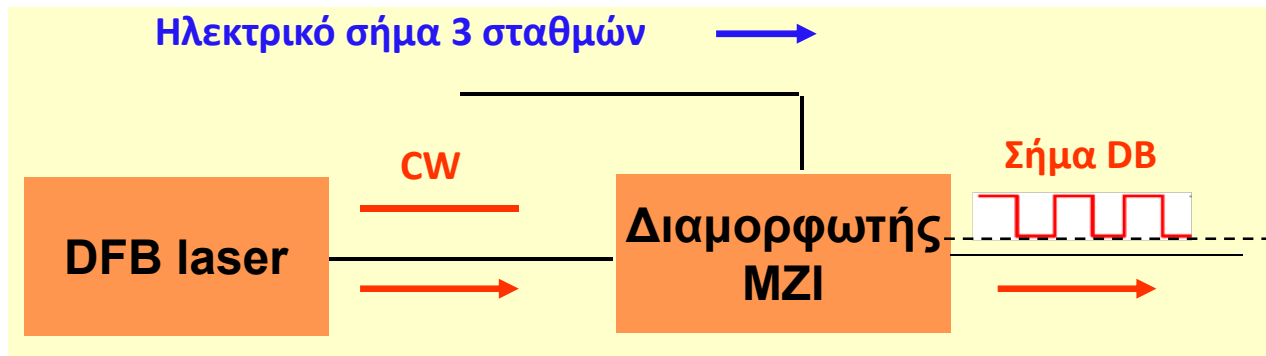 Ηλεκτρικό σήμα 3 σταθμών
CW
Σήμα DB
DFB laser
Διαμορφωτής
MZI